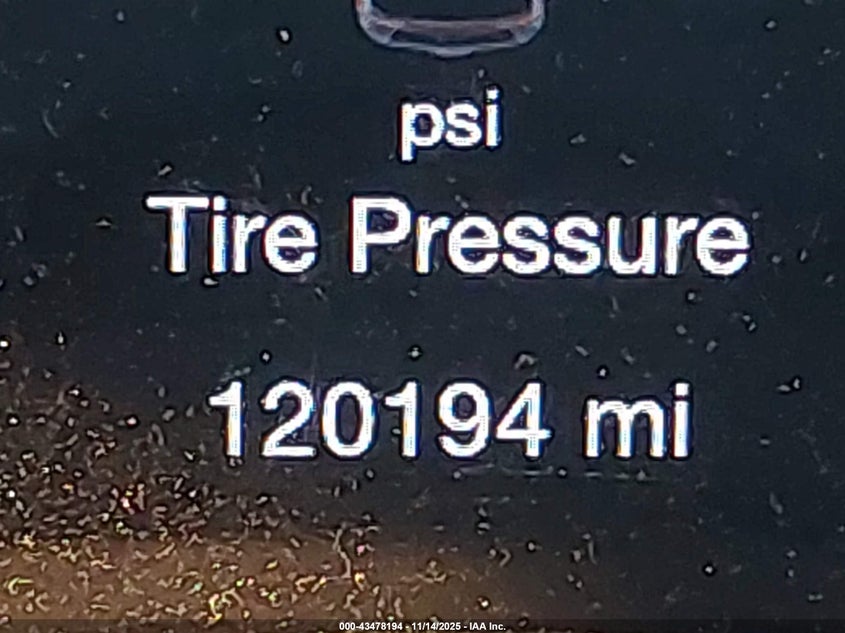 psi
Tire Pressure
120194 mi
000-43478194 - 11/14/2025 - IAA Inc.